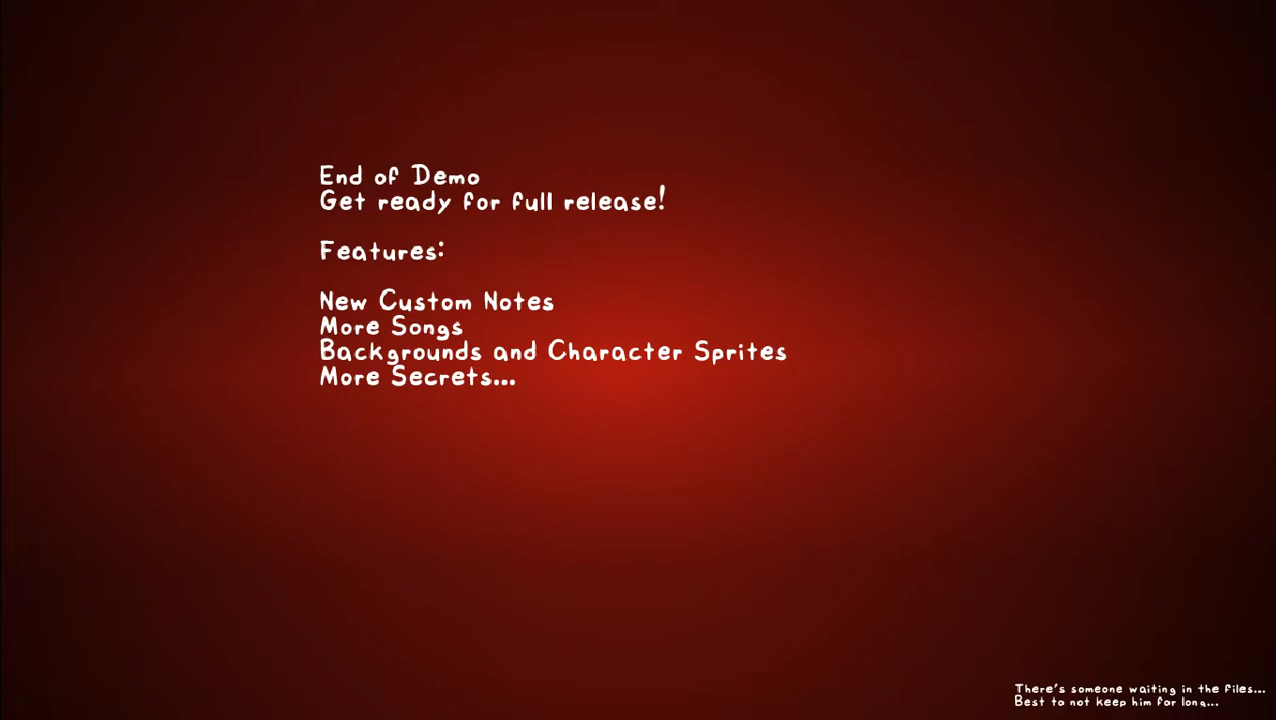 End of Demo
Get ready for full release!
Features:
New Custom Notes
More Songs
Backgrounds and Character Sprites
More Secrets...
There's someone waiting in the files...
Best to not keep him for long...